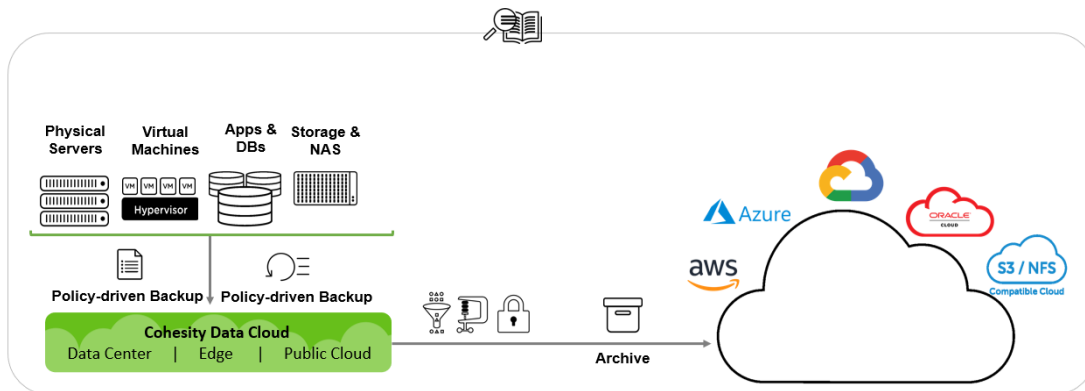 Physical
Servers
Virtual
Machines
Apps &
DBs
Storage &
NAS
VM VM VM VM
Hypervisor
Policy-driven Backup
Policy-driven Backup
Cohesity Data Cloud
Data Center | Edge | Public Cloud
Archive
Azure
aws
ORACLE
CLOUD
S3 / NFS
Compatible Cloud